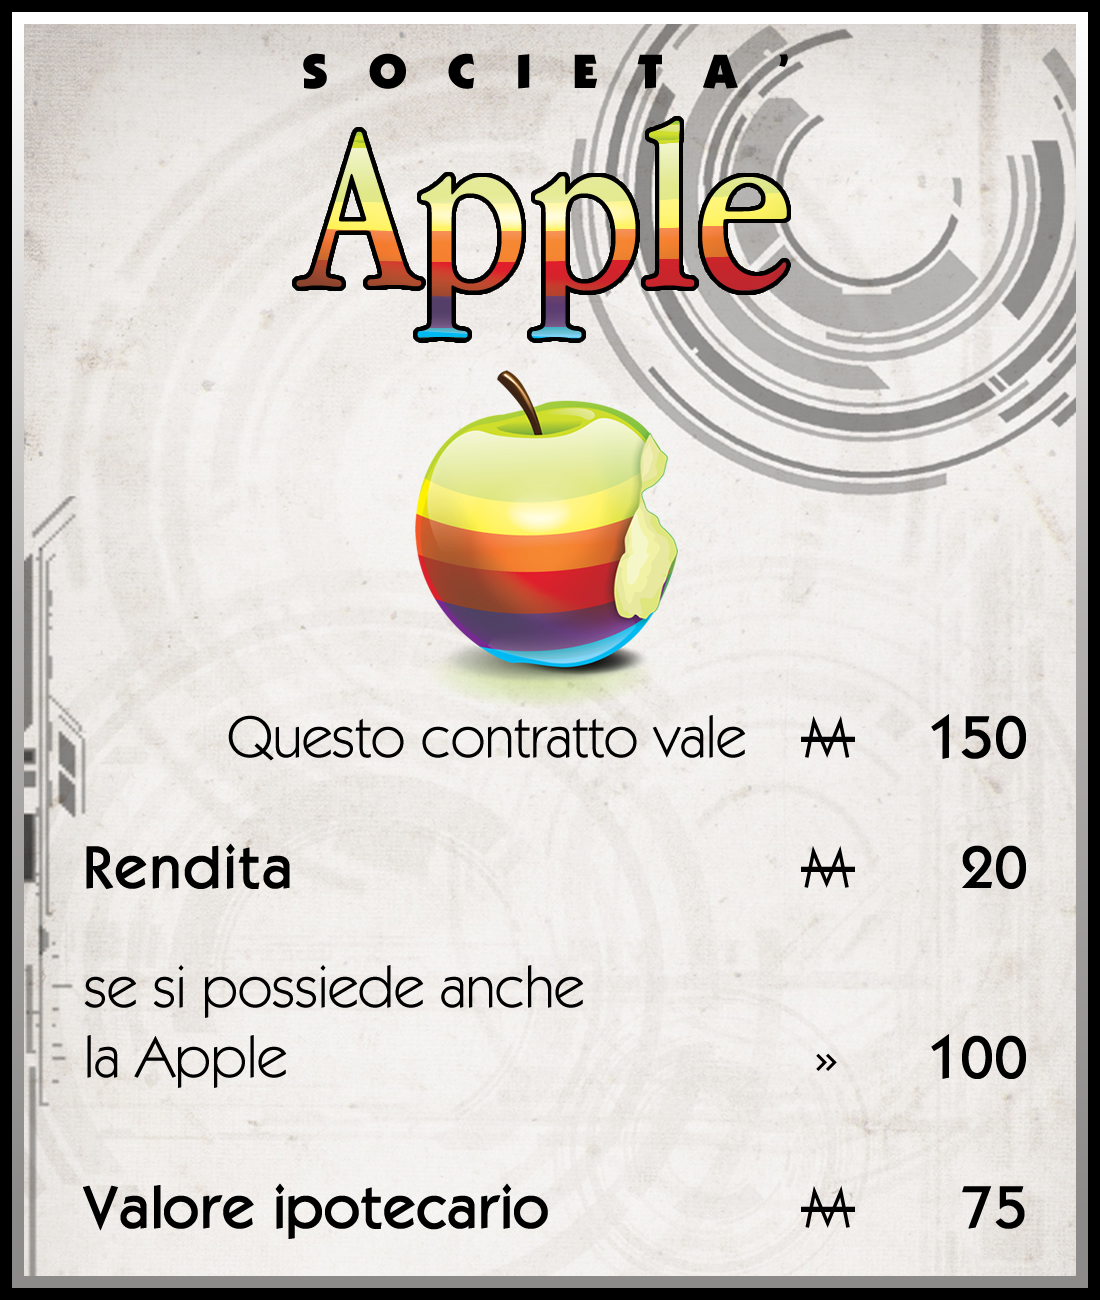 SOCIETA'
Apple
Questo contratto vale M 150
Rendita M 20
se si possiede anche
la Apple » 100
Valore ipotecario M 75